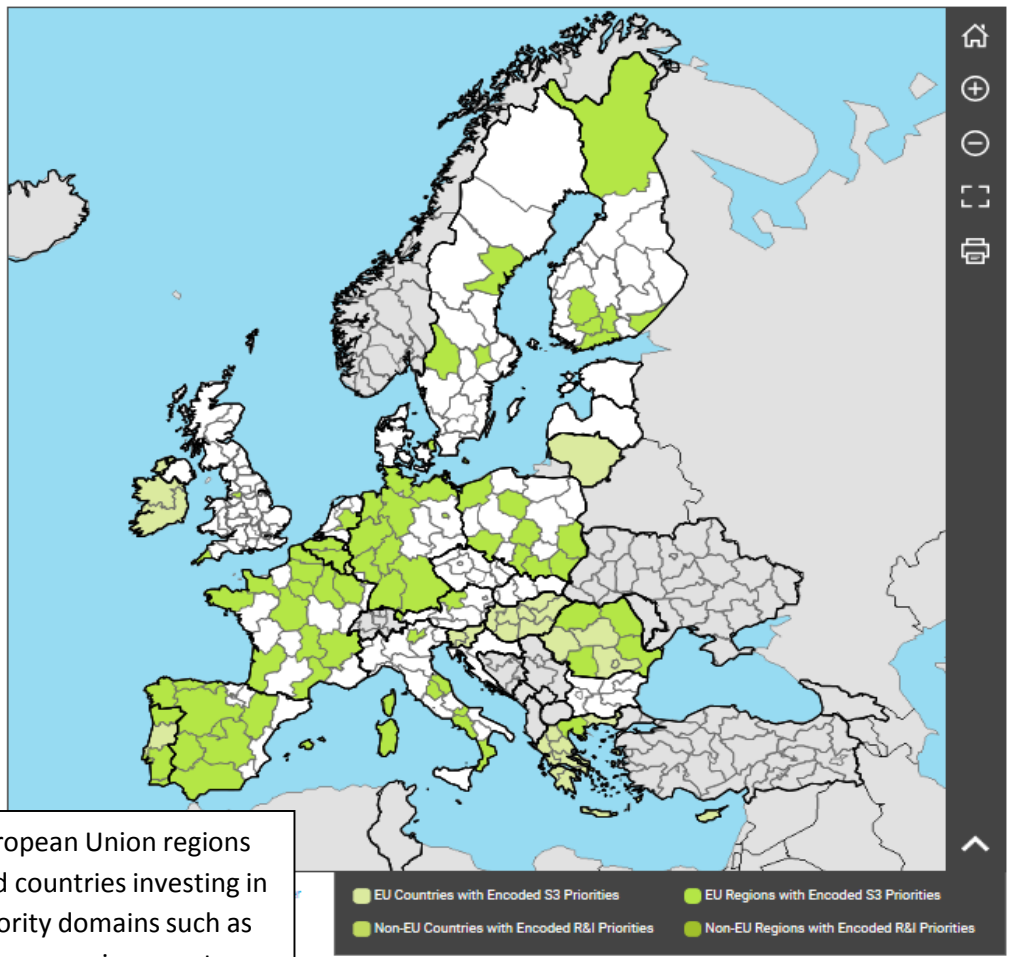 ropean Union regions
d countries investing in
ority domains such as
EU Countries with Encoded S3 Priorities
EU Regions with Encoded S3 Priorities
Non-EU Countries with Encoded R&I Priorities
Non-EU Regions with Encoded R&I Priorities